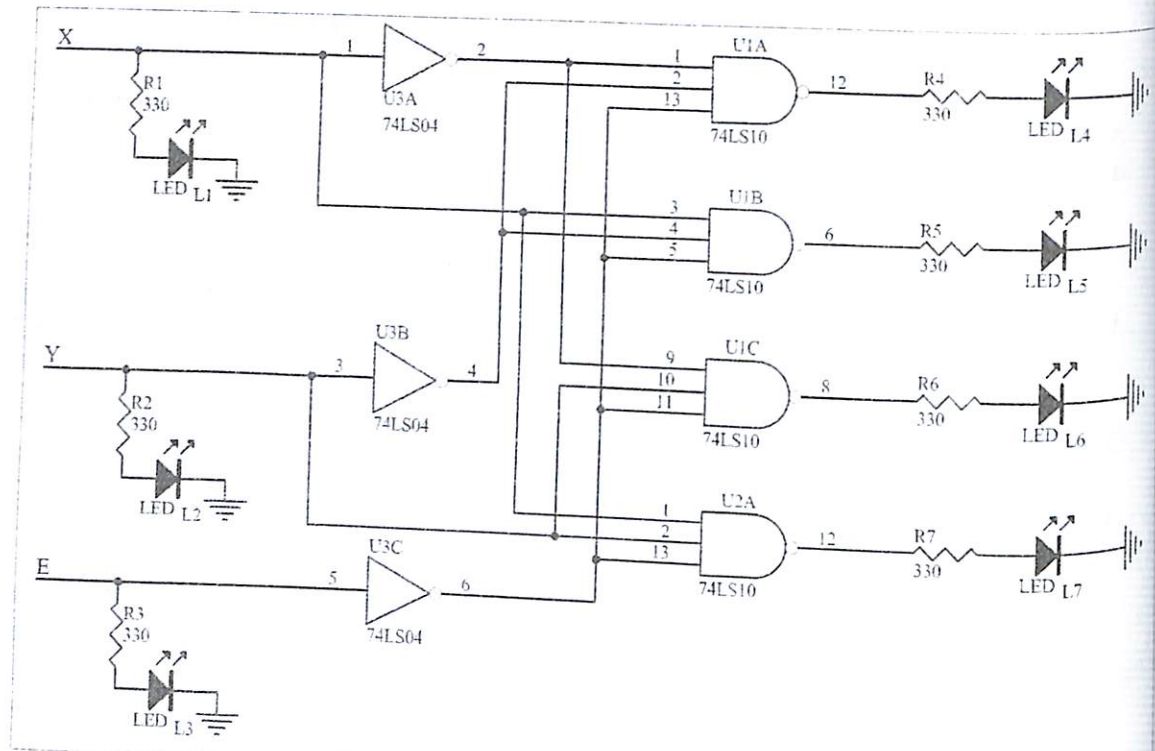 X
1
2
U3A
74LS04
R1
330
LED
L1
U1A
1
2
13
12
74LS10
R4
330
LED
L4
U1B
3
4
5
6
74LS10
R5
330
LED
L5
Y
3
U3B
4
74LS04
R2
330
LED
L2
U1C
9
10
11
8
74LS10
R6
330
LED
L6
U2A
1
2
13
12
74LS10
R7
330
LED
L7
E
5
U3C
6
74LS04
R3
330
LED
L3